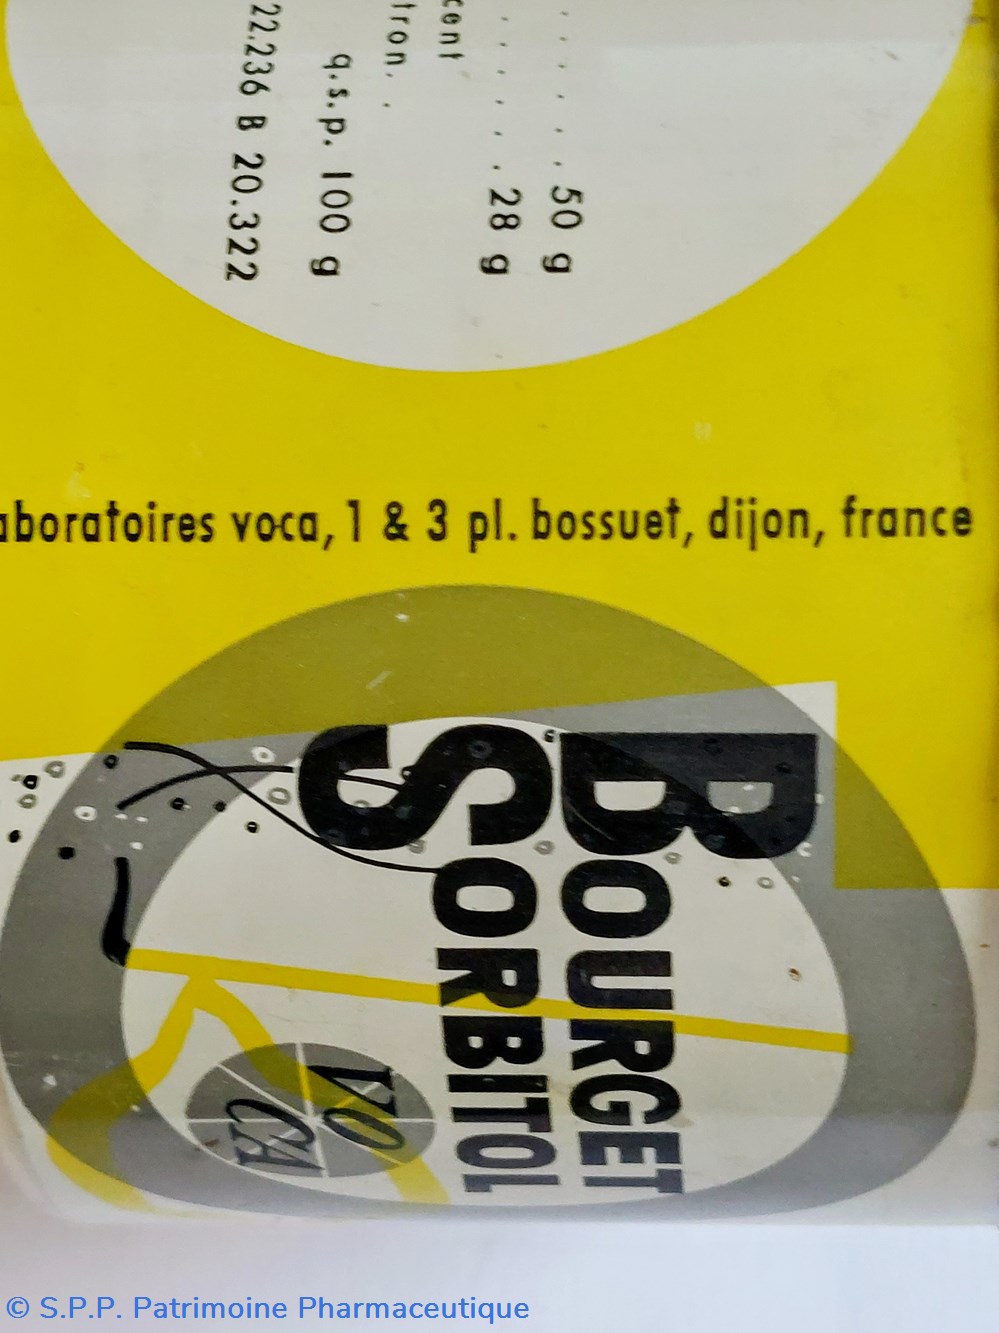 50 g
28 g
cent
tron.
q.s.p. 100 g
22.236 B 20.322
aboratoires voca, 1 & 3 pl. bossuet, dijon, france
BOURGET
SORBITOL
VO
CA
© S.P.P. Patrimoine Pharmaceutique